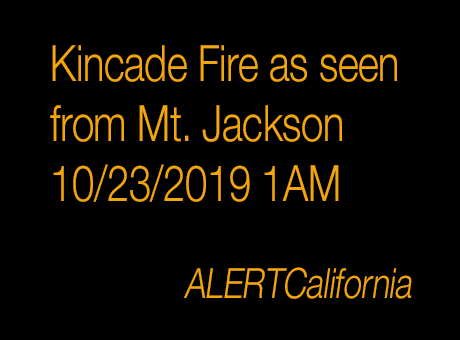 Kincade Fire as seen
from Mt. Jackson
10/23/2019 1AM
ALERTCalifornia